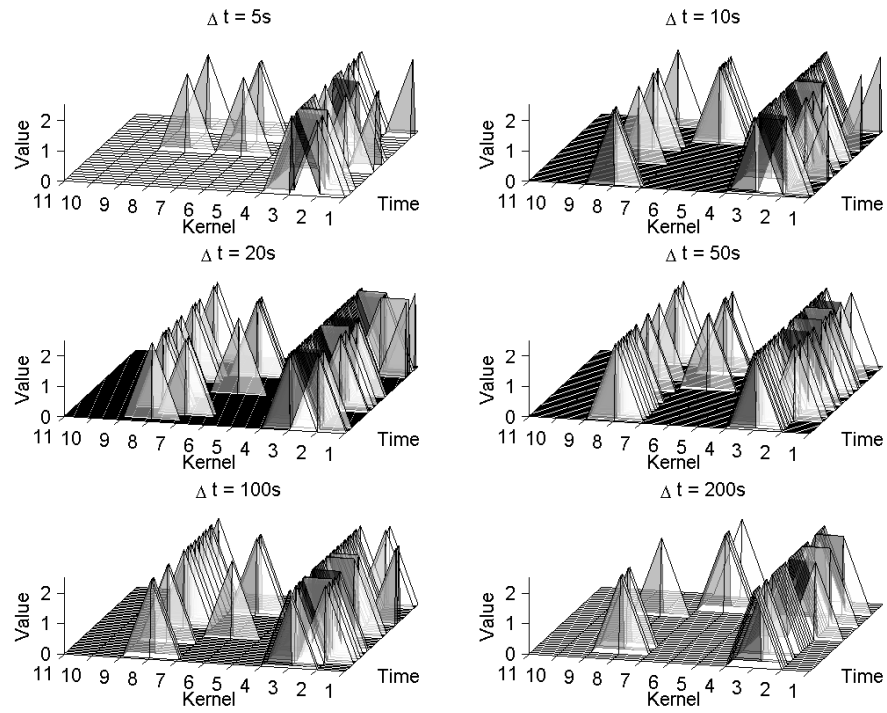 Δ t = 5s
Value
2
1
0
11 10 9 8 7 6 5 4 3 2 1
Kernel
Time
Δ t = 10s
Value
2
1
0
11 10 9 8 7 6 5 4 3 2 1
Kernel
Time
Δ t = 20s
Value
2
1
0
11 10 9 8 7 6 5 4 3 2 1
Kernel
Time
Δ t = 50s
Value
2
1
0
11 10 9 8 7 6 5 4 3 2 1
Kernel
Time
Δ t = 100s
Value
2
1
0
11 10 9 8 7 6 5 4 3 2 1
Kernel
Time
Δ t = 200s
Value
2
1
0
11 10 9 8 7 6 5 4 3 2 1
Kernel
Time